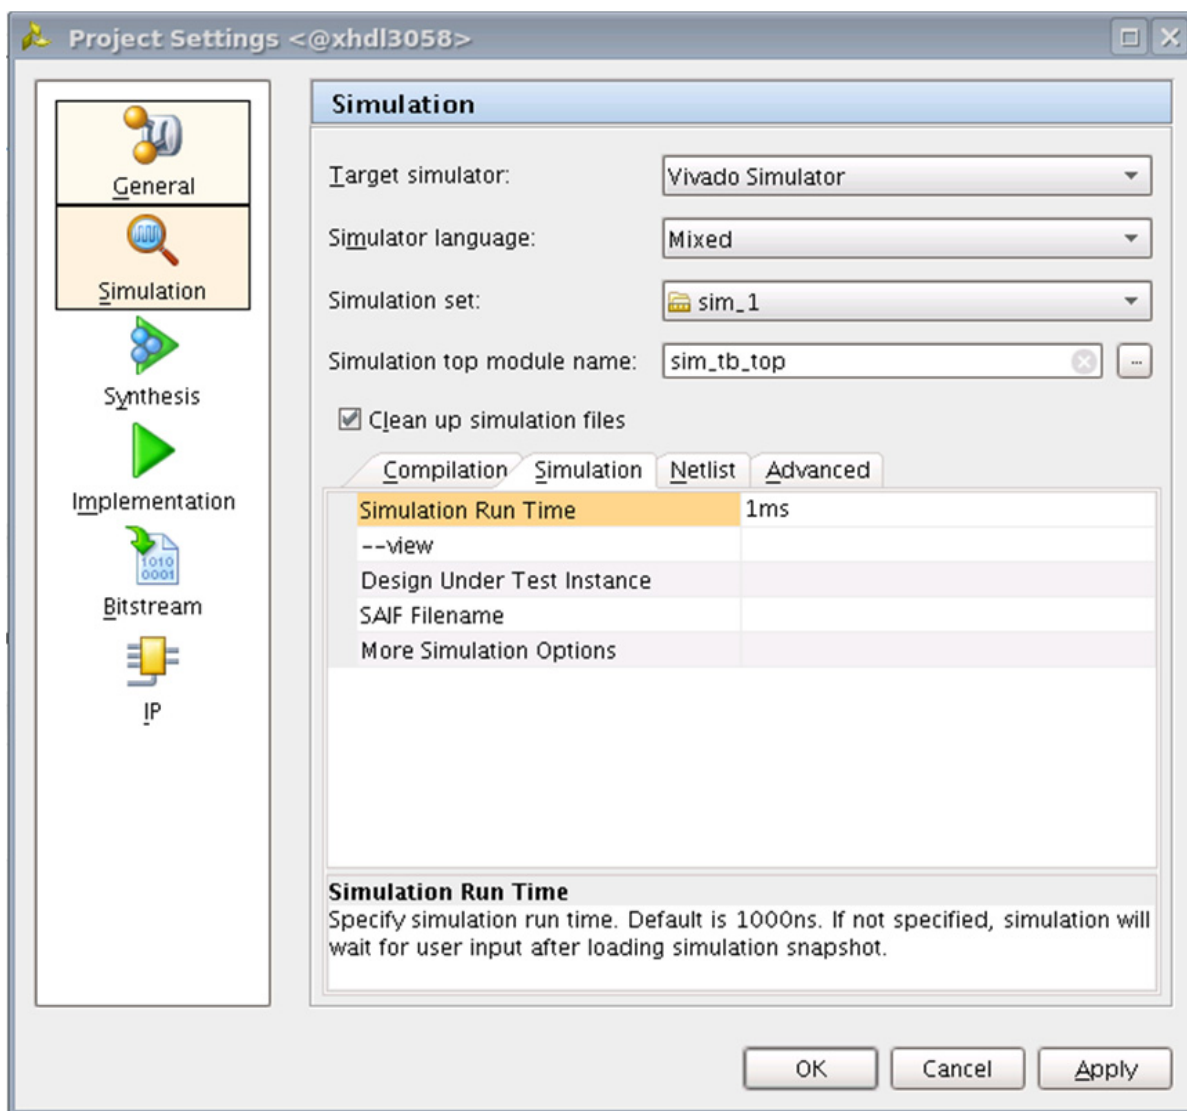 Project Settings <@xhdl3058>
General
Simulation
Synthesis
Implementation
1010
0001
Bitstream
IP
Simulation
Target simulator: Vivado Simulator
Simulator language: Mixed
Simulation set: sim_1
Simulation top module name: sim_tb_top ...
Clean up simulation files
Compilation Simulation Netlist Advanced
Simulation Run Time 1ms
--view
Design Under Test Instance
SAIF Filename
More Simulation Options
Simulation Run Time
Specify simulation run time. Default is 1000ns. If not specified, simulation will
wait for user input after loading simulation snapshot.
OK Cancel Apply